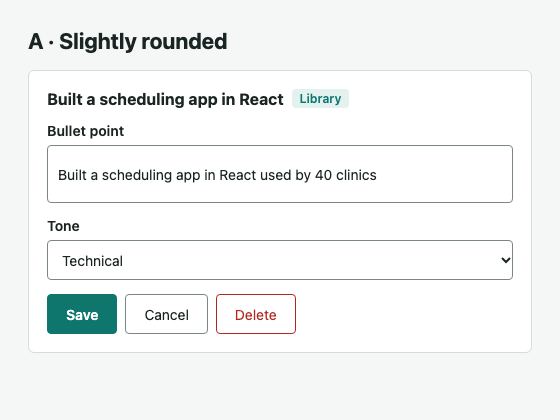 A · Slightly rounded
Built a scheduling app in React Library
Bullet point
Built a scheduling app in React used by 40 clinics
Tone
Technical
Save Cancel Delete